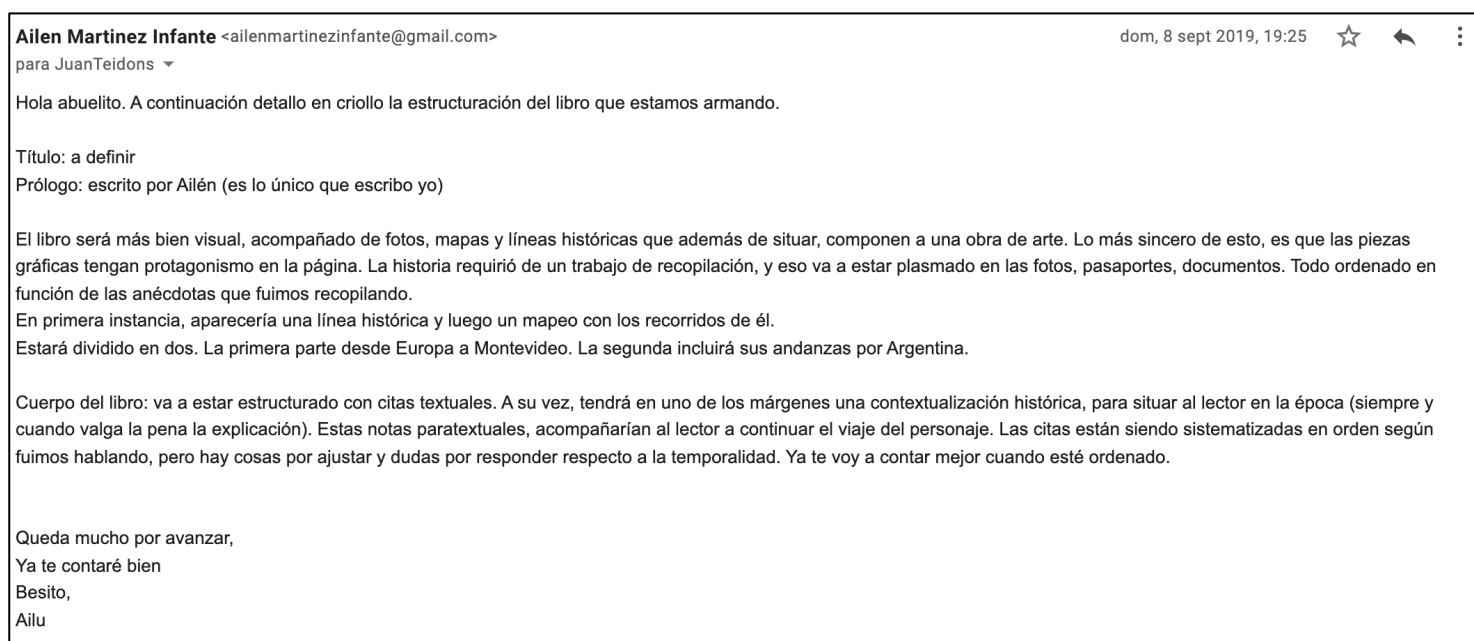 Ailen Martinez Infante <ailenmartinezinfante@gmail.com> dom, 8 sept 2019, 19:25
para JuanTeidons
Hola abuelito. A continuación detallo en criollo la estructuración del libro que estamos armando.
Título: a definir
Prólogo: escrito por Ailén (es lo único que escribo yo)
El libro será más bien visual, acompañado de fotos, mapas y líneas históricas que además de situar, componen a una obra de arte. Lo más sincero de esto, es que las piezas
gráficas tengan protagonismo en la página. La historia requirió de un trabajo de recopilación, y eso va a estar plasmado en las fotos, pasaportes, documentos. Todo ordenado en
función de las anécdotas que fuimos recopilando.
En primera instancia, aparecería una línea histórica y luego un mapeo con los recorridos de él.
Estará dividido en dos. La primera parte desde Europa a Montevideo. La segunda incluirá sus andanzas por Argentina.
Cuerpo del libro: va a estar estructurado con citas textuales. A su vez, tendrá en uno de los márgenes una contextualización histórica, para situar al lector en la época (siempre y
cuando valga la pena la explicación). Estas notas paratextuales, acompañarían al lector a continuar el viaje del personaje. Las citas están siendo sistematizadas en orden según
fuimos hablando, pero hay cosas por ajustar y dudas por responder respecto a la temporalidad. Ya te voy a contar mejor cuando esté ordenado.
Queda mucho por avanzar,
Ya te contaré bien
Besito,
Ailu